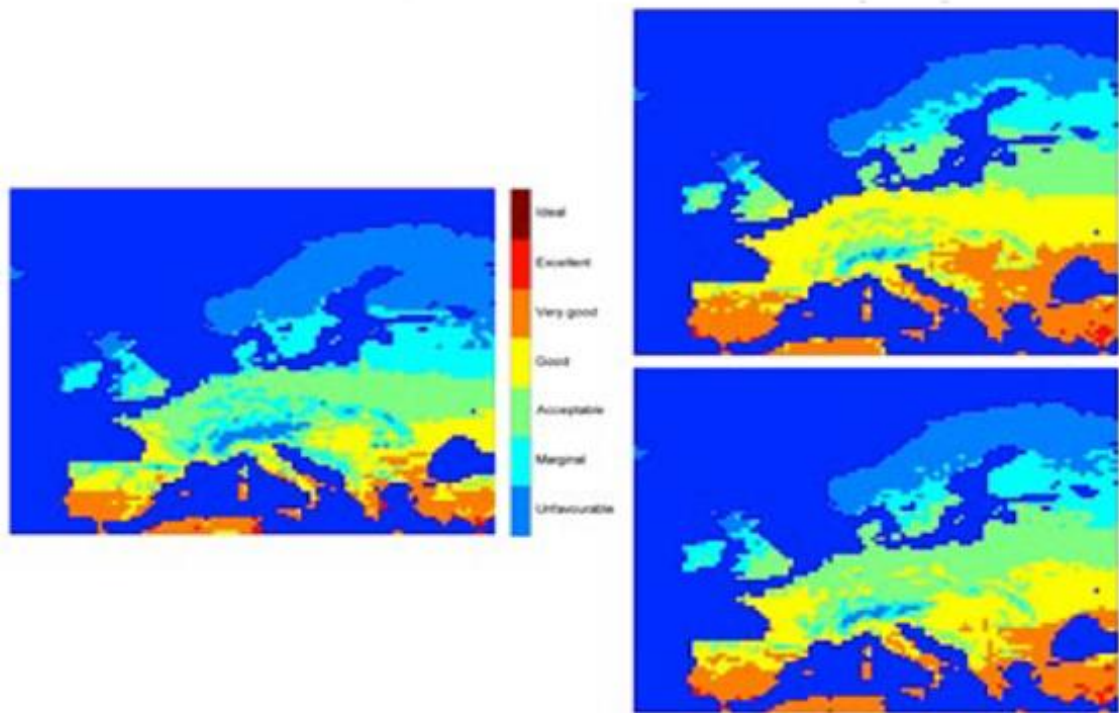 Ideal
Excellent
Very good
Good
Acceptable
Marginal
Unfavourable